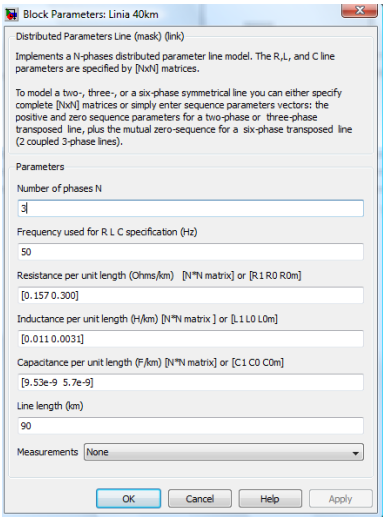 Block Parameters: Linia 40km
Distributed Parameters Line (mask) (link)
Implements a N-phases distributed parameter line model. The R,L, and C line
parameters are specified by [NxN] matrices.
To model a two-, three-, or a six-phase symmetrical line you can either specify
complete [NxN] matrices or simply enter sequence parameters vectors: the
positive and zero sequence parameters for a two-phase or three-phase
transposed line, plus the mutual zero-sequence for a six-phase transposed line
(2 coupled 3-phase lines).
Parameters
Number of phases N
3
Frequency used for R L C specification (Hz)
50
Resistance per unit length (Ohms/km) [N*N matrix] or [R1 R0 R0m]
[0.157 0.300]
Inductance per unit length (H/km) [N*N matrix ] or [L1 L0 L0m]
[0.011 0.0031]
Capacitance per unit length (F/km) [N*N matrix] or [C1 C0 C0m]
[9.53e-9 5.7e-9]
Line length (km)
90
Measurements None
OK Cancel Help Apply